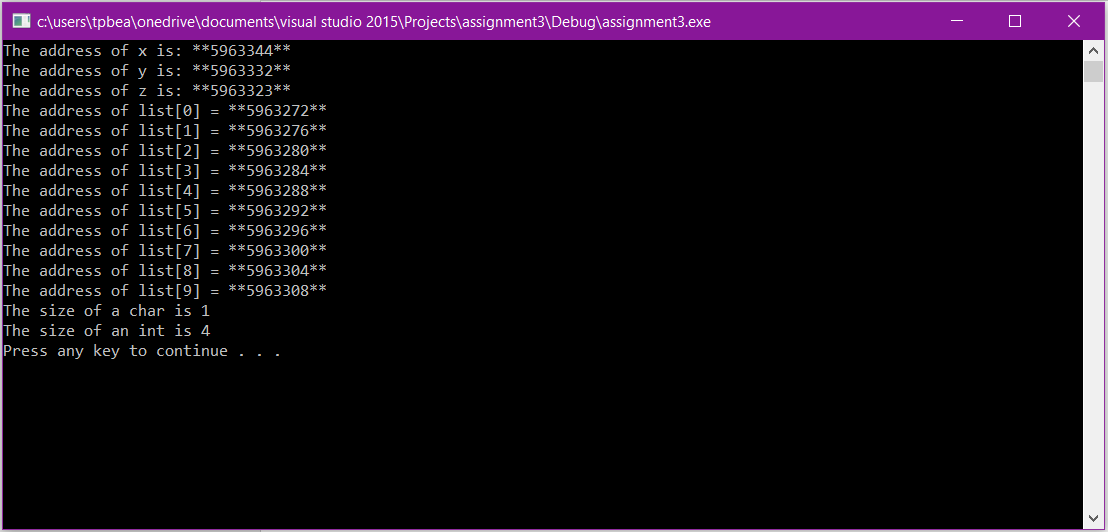 c:\users\tpbea\onedrive\documents\visual studio 2015\Projects\assignment3\Debug\assignment3.exe
The address of x is: **5963344**
The address of y is: **5963332**
The address of z is: **5963323**
The address of list[0] = **5963272**
The address of list[1] = **5963276**
The address of list[2] = **5963280**
The address of list[3] = **5963284**
The address of list[4] = **5963288**
The address of list[5] = **5963292**
The address of list[6] = **5963296**
The address of list[7] = **5963300**
The address of list[8] = **5963304**
The address of list[9] = **5963308**
The size of a char is 1
The size of an int is 4
Press any key to continue . . .